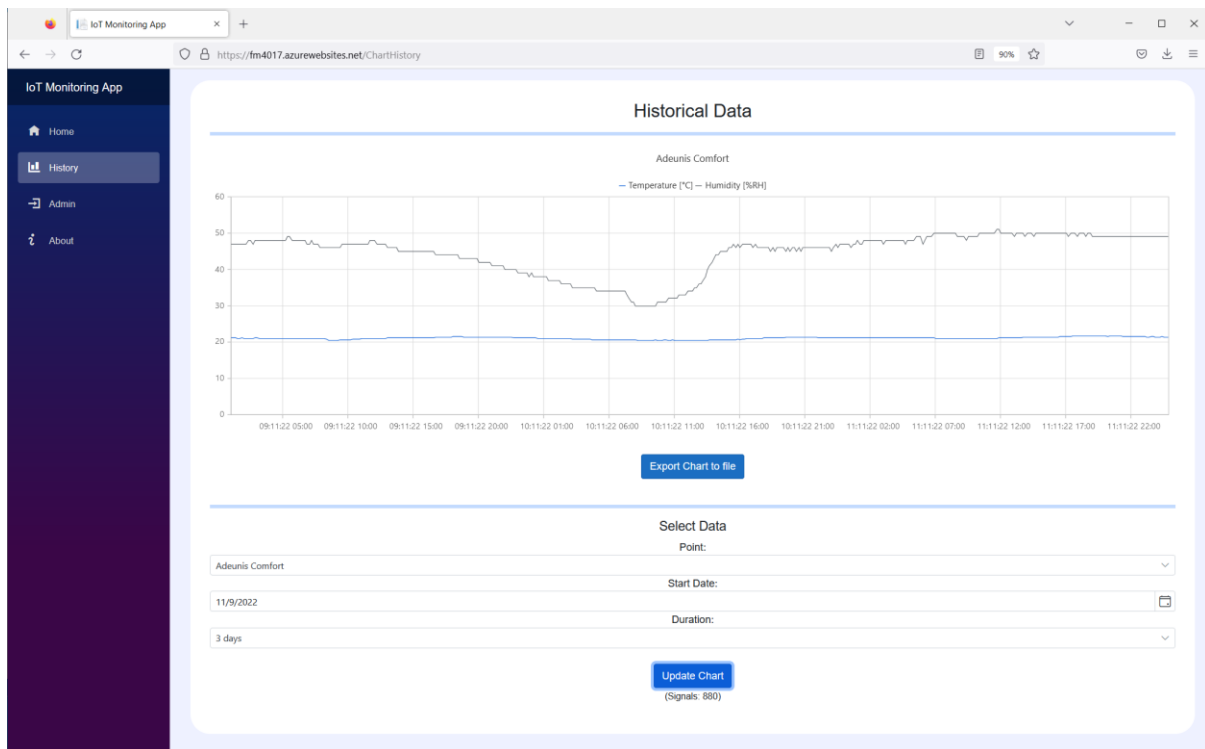 IoT Monitoring App
https://fm4017.azurewebsites.net/ChartHistory
90%
IoT Monitoring App
Home
History
Admin
About
Historical Data
Adeunis Comfort
Temperature [°C] Humidity [%RH]
60
50
40
30
20
10
0
09:11:22 05:00 09:11:22 10:00 09:11:22 15:00 09:11:22 20:00 10:11:22 01:00 10:11:22 06:00 10:11:22 11:00 10:11:22 16:00 10:11:22 21:00 11:11:22 02:00 11:11:22 07:00 11:11:22 12:00 11:11:22 17:00 11:11:22 22:00
Export Chart to file
Select Data
Point:
Adeunis Comfort
Start Date:
11/9/2022
Duration:
3 days
Update Chart
(Signals: 880)